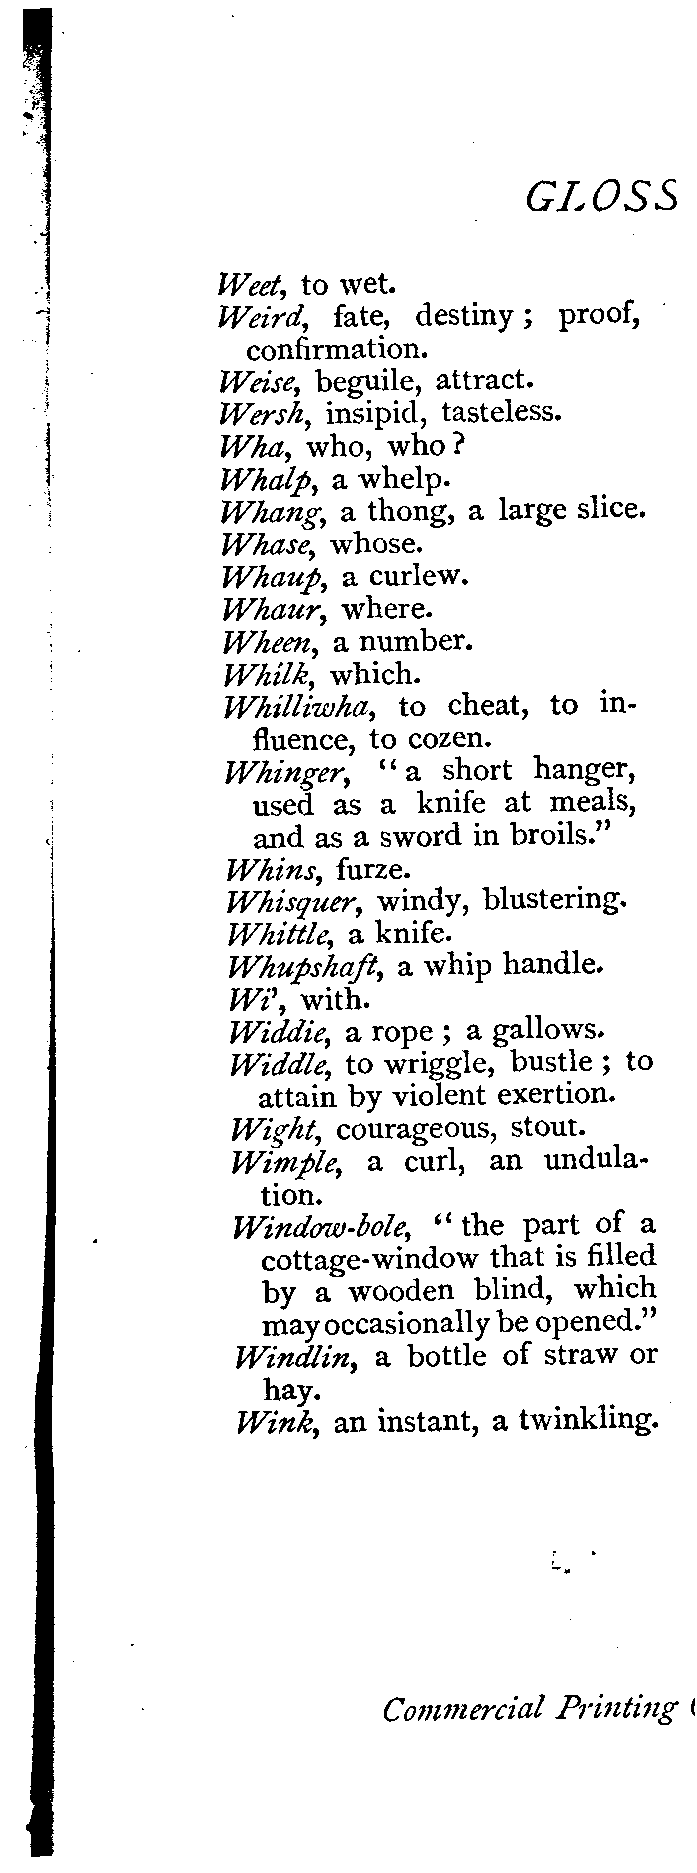 GLOSS
Weet, to wet.
Weird, fate, destiny ; proof,
confirmation.
Weise, beguile, attract.
Wersh, insipid, tasteless.
Wha, who, who ?
Whalp, a whelp.
Whang, a thong, a large slice.
Whase, whose.
Whaup, a curlew.
Whaur, where.
Wheen, a number.
Whilk, which.
Whilliwha, to cheat, to in-
fluence, to cozen.
Whinger, “ a short hanger,
used as a knife at meals,
and as a sword in broils.”
Whins, furze.
Whisquer, windy, blustering.
Whittle, a knife.
Whupshaft, a whip handle.
Wi’, with.
Widdie, a rope ; a gallows.
Widdle, to wriggle, bustle ; to
attain by violent exertion.
Wight, courageous, stout.
Wimple, a curl, an undula-
tion.
Window-bole, “ the part of a
cottage-window that is filled
by a wooden blind, which
may occasionally be opened.”
Windlin, a bottle of straw or
hay.
Wink, an instant, a twinkling.
Commercial Printing